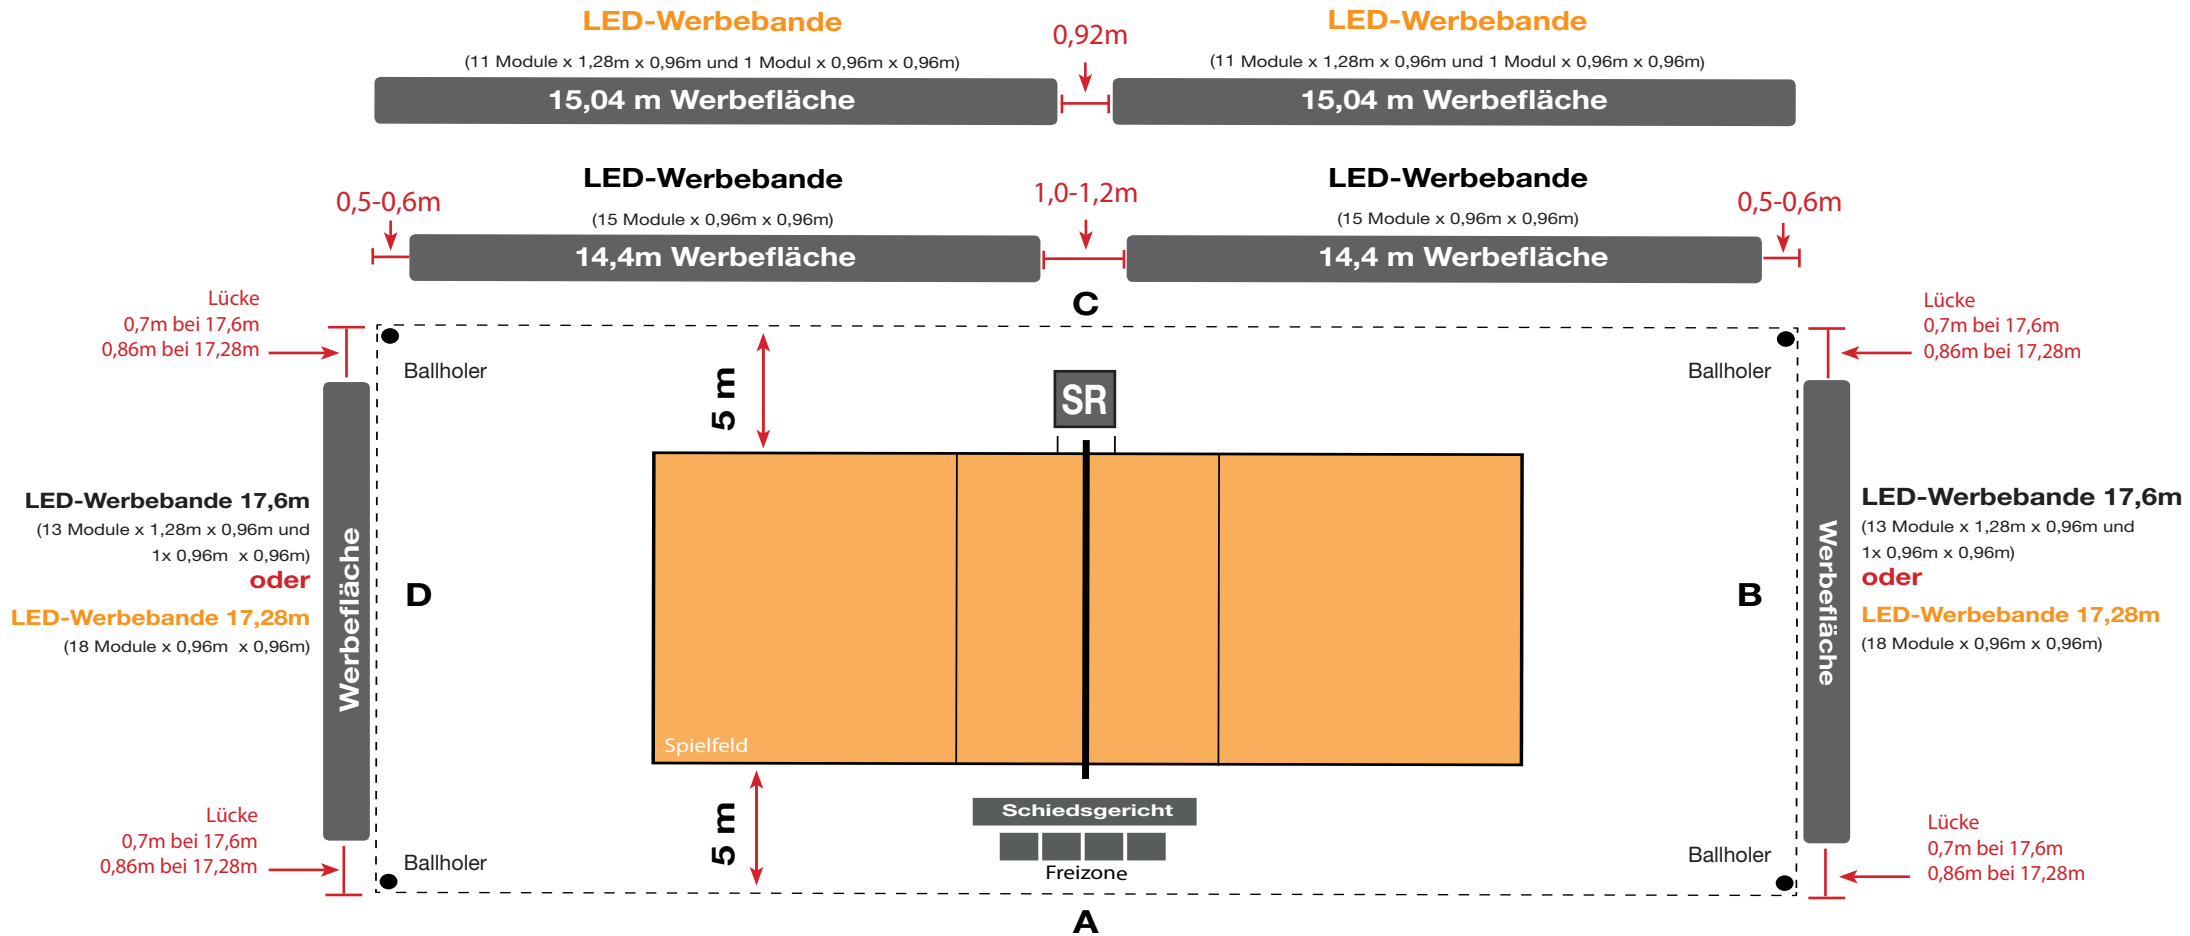 LED-Werbebande
LED-Werbebande
0,92m
(11 Module x 1,28m x 0,96m und 1 Modul x 0,96m x 0,96m)
(11 Module x 1,28m x 0,96m und 1 Modul x 0,96m x 0,96m)
15,04 m Werbefläche
15,04 m Werbefläche
LED-Werbebande
LED-Werbebande
0,5-0,6m
1,0-1,2m
0,5-0,6m
(15 Module x 0,96m x 0,96m)
(15 Module x 0,96m x 0,96m)
14,4m Werbefläche
14,4 m Werbefläche
C
Lücke
0,7m bei 17,6m
0,86m bei 17,28m
Lücke
0,7m bei 17,6m
0,86m bei 17,28m
Ballholer
Ballholer
5 m
SR
LED-Werbebande 17,6m
(13 Module x 1,28m x 0,96m und
1x 0,96m x 0,96m)
oder
LED-Werbebande 17,28m
(18 Module x 0,96m x 0,96m)
Werbefläche
D
B
Werbefläche
LED-Werbebande 17,6m
(13 Module x 1,28m x 0,96m und
1x 0,96m x 0,96m)
oder
LED-Werbebande 17,28m
(18 Module x 0,96m x 0,96m)
Spielfeld
5 m
Schiedsgericht
Freizone
Lücke
0,7m bei 17,6m
0,86m bei 17,28m
Ballholer
Ballholer
Lücke
0,7m bei 17,6m
0,86m bei 17,28m
A